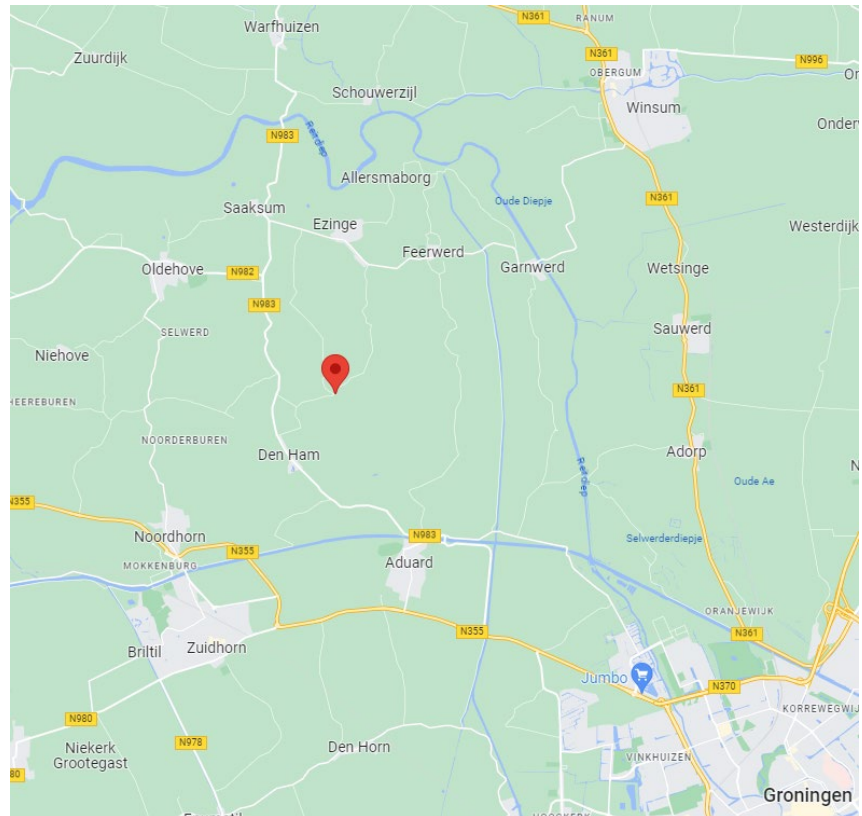 N361
RANUM
Warfhuizen
Zuurdijk
N361
N996
OBERGUM
Schouwerzijl
Winsum
Onder
N983
Reitdiep
Allersmaborg
N361
Oude Diepje
Saaksum
Ezinge
Westerdijk
Feerwerd
Oldehove
N982
Garnwerd
Wetsinge
N983
SELWERD
Sauwerd
Niehove
N361
HEEREBUREN
NOORDERBUREN
Den Ham
Adorp
Reitdiep
Oude Ae
N355
Noordhorn
N983
Selwerderdiepje
N355
MOKKENBURG
Aduard
ORANJEWIJK
N355
N361
Briltil
Zuidhorn
Jumbo
N370
KORREWEGWIJ
N980
N978
Niekerk
Grootegast
Den Horn
VINKHUIZEN
80
Groningen